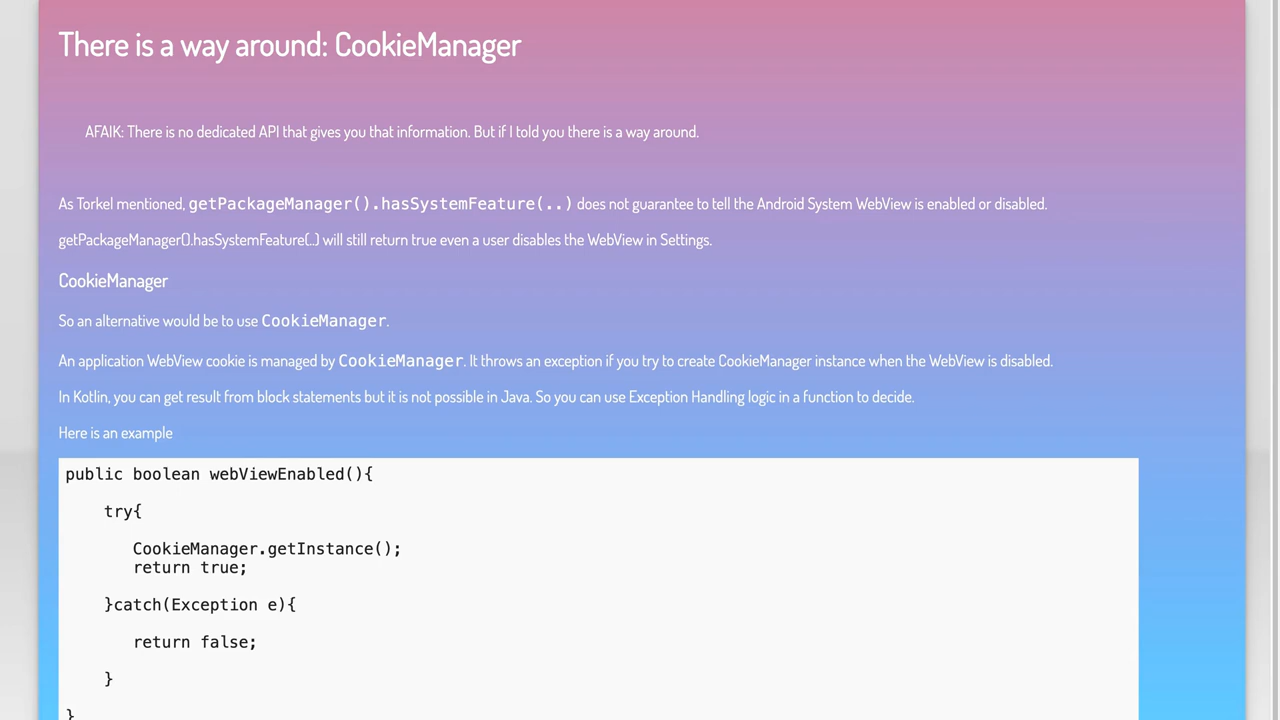 There is a way around: CookieManager
AFAIK: There is no dedicated API that gives you that information. But if I told you there is a way around.
As Torkel mentioned, getPackageManager().hasSystemFeature(..) does not guarantee to tell the Android System WebView is enabled or disabled.
getPackageManager().hasSystemFeature(..) will still return true even a user disables the WebView in Settings.
CookieManager
So an alternative would be to use CookieManager.
An application WebView cookie is managed by CookieManager. It throws an exception if you try to create CookieManager instance when the WebView is disabled.
In Kotlin, you can get result from block statements but it is not possible in Java. So you can use Exception Handling logic in a function to decide.
Here is an example
public boolean webViewEnabled(){
try{
CookieManager.getInstance();
return true;
}catch(Exception e){
return false;
}
}